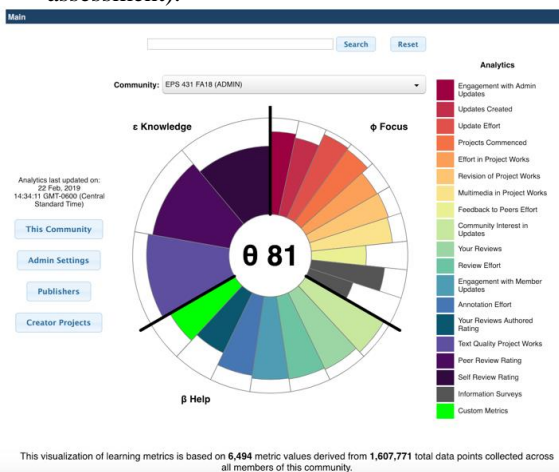 assessment).
Main
Search
Reset
Analytics
Community:
EPS 431 FA18 (ADMIN)
ε Knowledge
ϕ Focus
β Help
θ 81
Analytics last updated on:
22 Feb, 2019
14:34:11 GMT-0600 (Central
Standard Time)
This Community
Admin Settings
Publishers
Creator Projects
Engagement with Admin
Updates
Updates Created
Update Effort
Projects Commenced
Effort in Project Works
Revision of Project Works
Multimedia in Project Works
Feedback to Peers Effort
Community Interest in
Updates
Your Reviews
Review Effort
Engagement with Member
Updates
Annotation Effort
Your Reviews Authored
Rating
Text Quality Project Works
Peer Review Rating
Self Review Rating
Information Surveys
Custom Metrics
This visualization of learning metrics is based on 6,494 metric values derived from 1,607,771 total data points collected across
all members of this community.